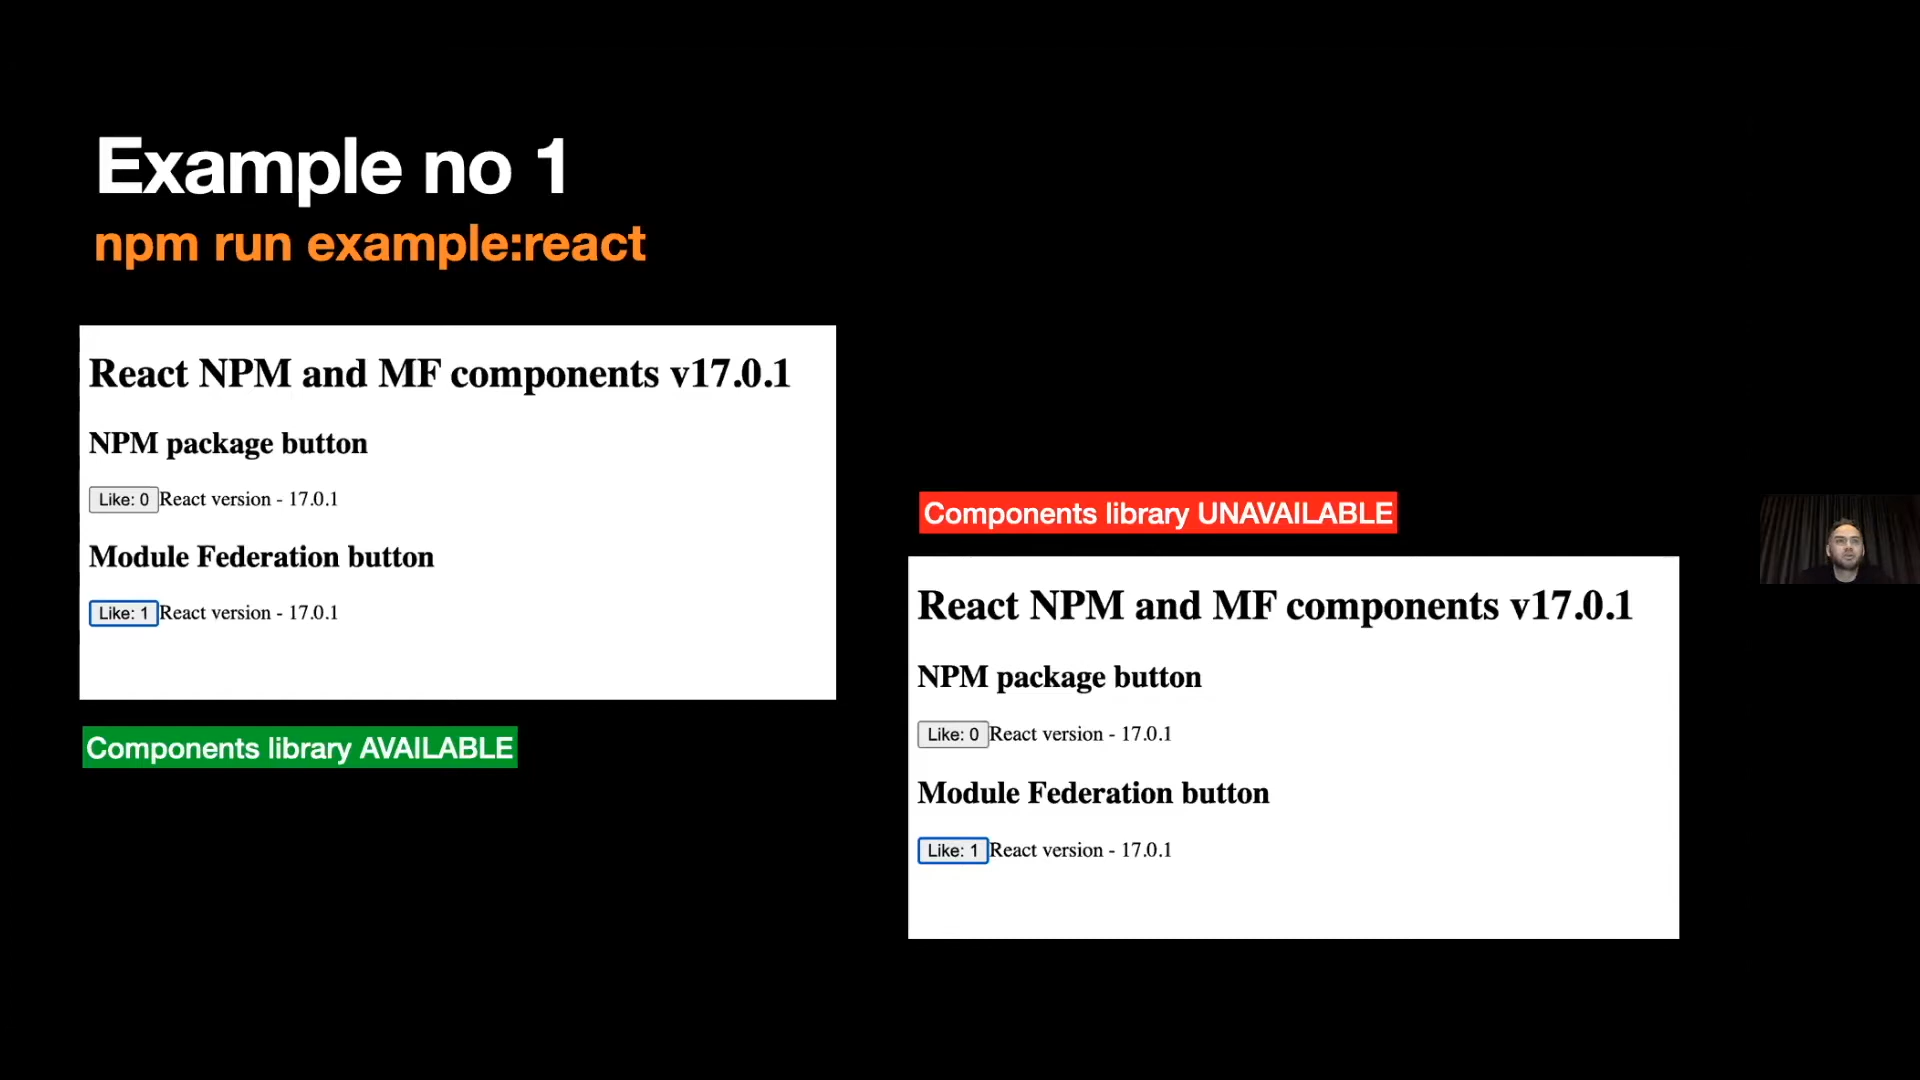 Example no 1
npm run example:react
React NPM and MF components v17.0.1
NPM package button
Like: 0 React version - 17.0.1
Module Federation button
Like: 1 React version - 17.0.1
Components library AVAILABLE
Components library UNAVAILABLE
React NPM and MF components v17.0.1
NPM package button
Like: 0 React version - 17.0.1
Module Federation button
Like: 1 React version - 17.0.1